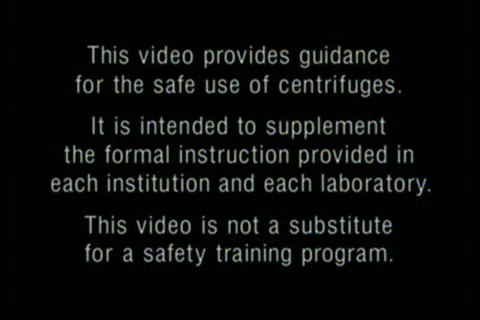 This video provides guidance
for the safe use of centrifuges.
It is intended to supplement
the formal instruction provided in
each institution and each laboratory.
This video is not a substitute
for a safety training program.